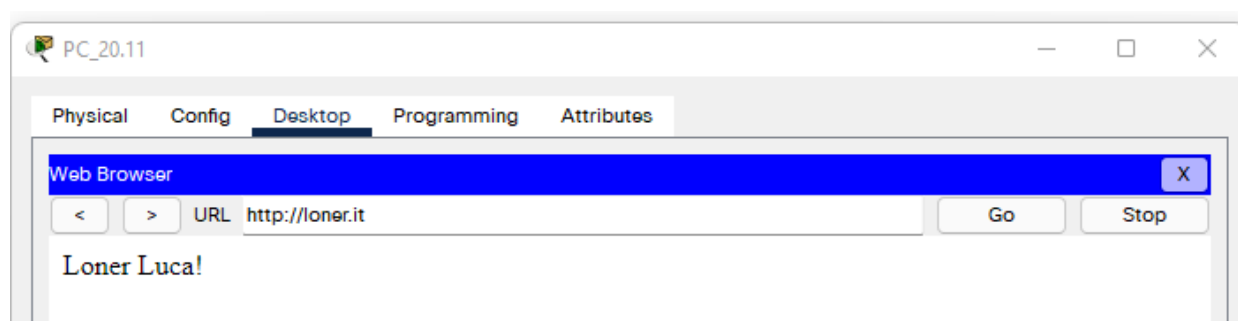 PC_20.11
Physical Config Desktop Programming Attributes
Web Browser X
< > URL http://loner.it Go Stop
Loner Luca!